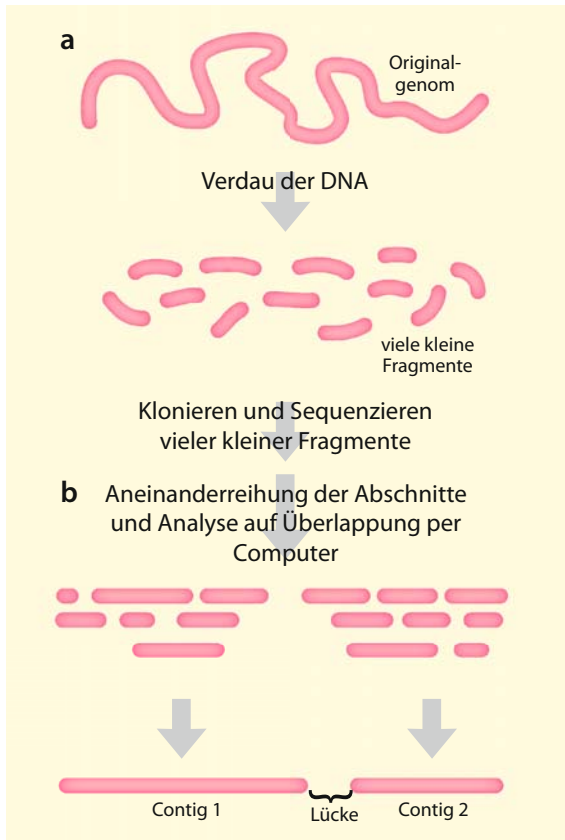 a
Original-
genom
Verdau der DNA
viele kleine
Fragmente
Klonieren und Sequenzieren
vieler kleiner Fragmente
b
Aneinanderreihung der Abschnitte
und Analyse auf Überlappung per
Computer
Contig 1
Lücke
Contig 2